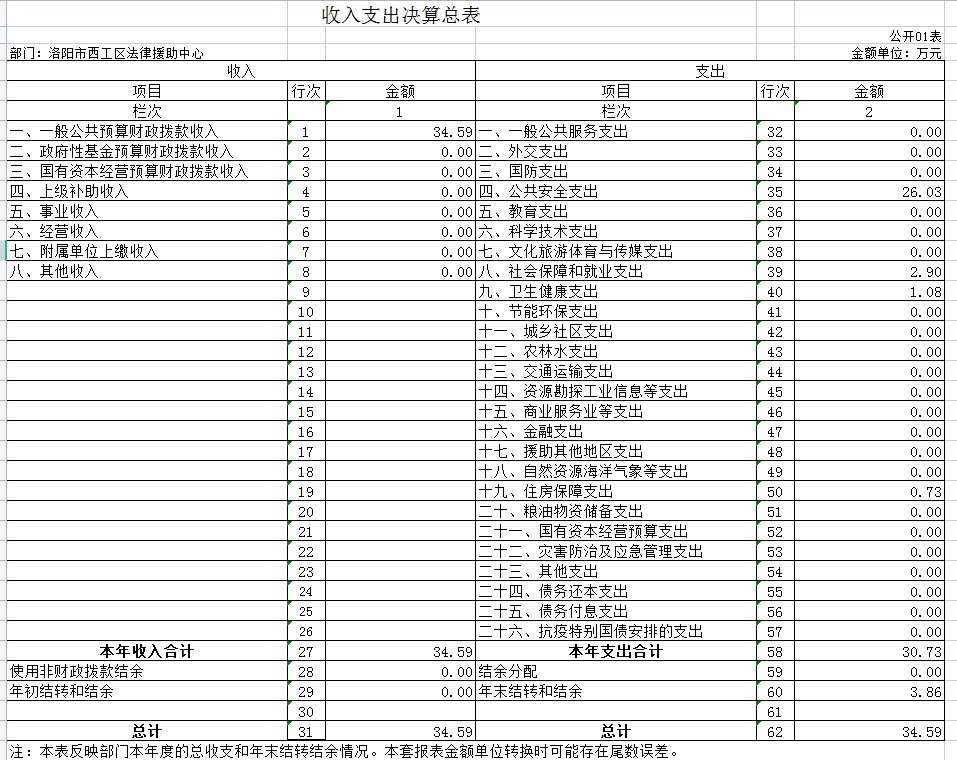 收入支出决算总表
公开01表
部门：洛阳市西工区法律援助中心 金额单位：万元
收入 支出
项目 行次 金额 项目 行次 金额
栏次 1 栏次 2
一、一般公共预算财政拨款收入 1 34.59 一、一般公共服务支出 32 0.00
二、政府性基金预算财政拨款收入 2 0.00 二、外交支出 33 0.00
三、国有资本经营预算财政拨款收入 3 0.00 三、国防支出 34 0.00
四、上级补助收入 4 0.00 四、公共安全支出 35 26.03
五、事业收入 5 0.00 五、教育支出 36 0.00
六、经营收入 6 0.00 六、科学技术支出 37 0.00
七、附属单位上缴收入 7 0.00 七、文化旅游体育与传媒支出 38 0.00
八、其他收入 8 0.00 八、社会保障和就业支出 39 2.90
9 九、卫生健康支出 40 1.08
10 十、节能环保支出 41 0.00
11 十一、城乡社区支出 42 0.00
12 十二、农林水支出 43 0.00
13 十三、交通运输支出 44 0.00
14 十四、资源勘探工业信息等支出 45 0.00
15 十五、商业服务业等支出 46 0.00
16 十六、金融支出 47 0.00
17 十七、援助其他地区支出 48 0.00
18 十八、自然资源海洋气象等支出 49 0.00
19 十九、住房保障支出 50 0.73
20 二十、粮油物资储备支出 51 0.00
21 二十一、国有资本经营预算支出 52 0.00
22 二十二、灾害防治及应急管理支出 53 0.00
23 二十三、其他支出 54 0.00
24 二十四、债务还本支出 55 0.00
25 二十五、债务付息支出 56 0.00
26 二十六、抗疫特别国债安排的支出 57 0.00
本年收入合计 27 34.59 本年支出合计 58 30.73
使用非财政拨款结余 28 0.00 结余分配 59 0.00
年初结转和结余 29 0.00 年末结转和结余 60 3.86
30 61
总计 31 34.59 总计 62 34.59
注：本表反映部门本年度的总收支和年末结转结余情况。本套报表金额单位转换时可能存在尾数误差。